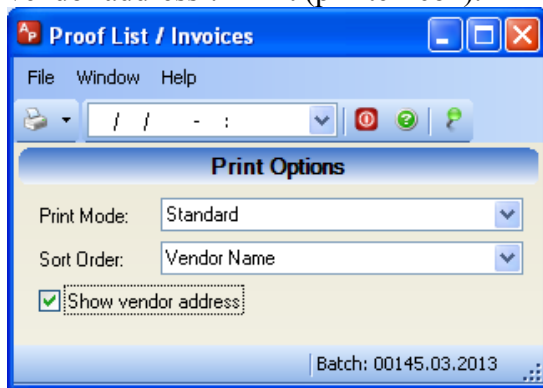 Proof List / Invoices
File Window Help
/ / - :
Print Options
Print Mode: Standard
Sort Order: Vendor Name
Show vendor address
Batch: 00145.03.2013